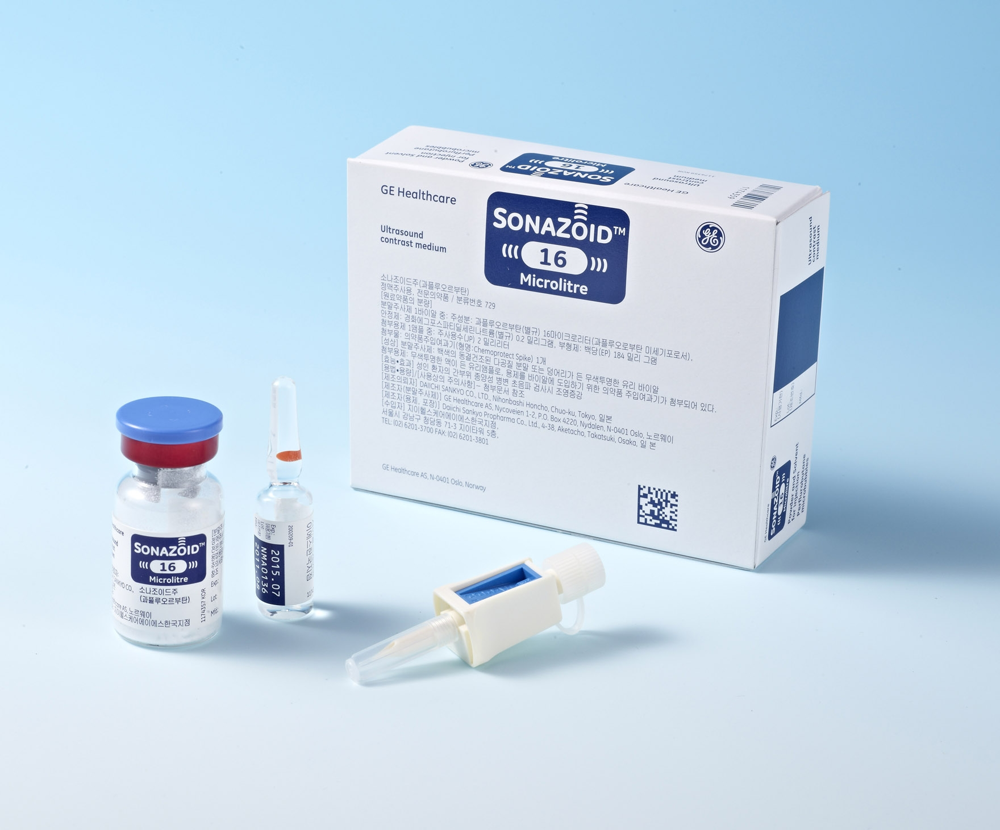 Powder and Solvent
for Injection
Perflurobutane
microbubbles
SONAZOID™
16
Microlitre
GE Healthcare
Ultrasound
contrast
medium
1174359 KOR
GE Healthcare
Ultrasound
contrast medium
SONAZOID™
16
Microlitre
GE
소나조이드주(과플루오르부탄)
정맥주사용, 전문의약품 / 분류번호 729
[원료약품의 분량]
분말주사제 1바이알 중: 주성분: 과플루오르부탄(별규) 16마이크로리터(과플루오로부탄 미세기포로서),
안정제: 경화에그포스파티딜세린나트륨(별규) 0.2 밀리그램, 부형제: 백당(EP) 184 밀리 그램
첨부용제 1앰플 중: 주사용수(JP) 2 밀리리터
첨부물: 의약품주입여과기(형명:Chemoprotect Spike) 1개
[성상] 분말주사제: 백색의 동결건조된 다공질 분말 또는 덩어리가 든 무색투명한 유리 바이알
첨부용제: 무색투명한 액이 든 유리앰플로, 용제를 바이알에 도입하기 위한 의약품 주입여과기가 첨부되어 있다.
[효능•효과] 성인 환자의 간부위 종양성 병변 초음파 검사시 조영증강
[용법•용량]/[사용상의 주의사항]- 첨부문서 참조
[제조의뢰자] DAIICHI SANKYO CO., LTD, Nihonbashi Honcho, Chuo-ku, Tokyo, 일본
[제조자(분말주사제)] GE Healthcare AS, Nycoveien 1-2, P.O. Box 4220, Nydalen, N-0401 Oslo, 노르웨이
[제조자(용제, 포장)] Daiichi Sankyo Propharma Co., Ltd., 4-38, Aketacho, Takatsuki, Osaka, 일 본
[수입자] 지이헬스케어에이에스한국지점,
서울시 강남구 청담동 71-3 지이타워 5층,
TEL: (02) 6201-3700 FAX: (02) 6201-3801
GE Healthcare AS, N-0401 Oslo, Norway
Ultrasound
contrast
medium
GE Healthcare
SONAZOID™
16
Microlitre
Powder and Solvent
for Injection
Perflurobutane
microbubbles
SONAZOID™
16
Microlitre
소나조이드주
(과플루오르부탄)
AS, 노르웨이
지이헬스케어에이에스한국지점
1174357 KOR
Exp.:
Lot:
Mfd.:
200209-01
Exp.:
2015.07
NMA0136